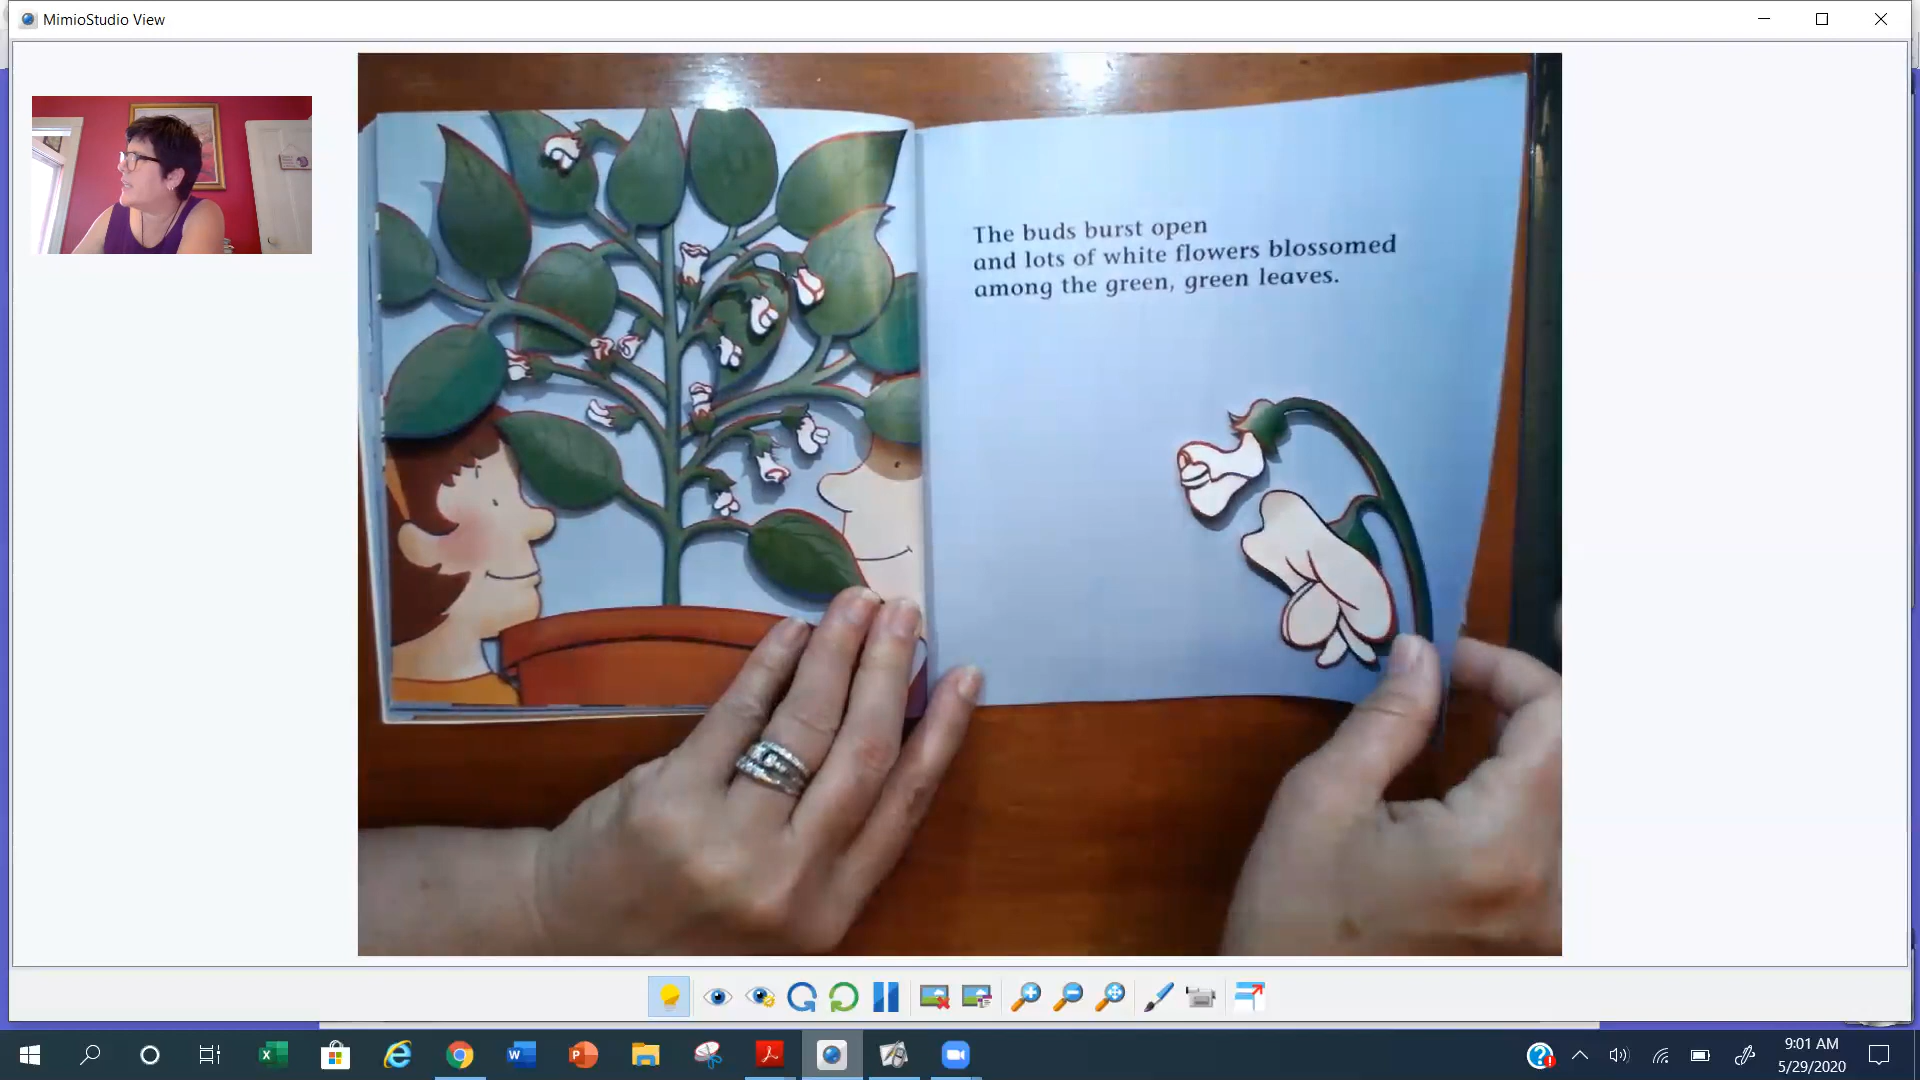 MimioStudio View
The buds burst open
and lots of white flowers blossomed
among the green, green leaves.
9:01 AM
5/29/2020